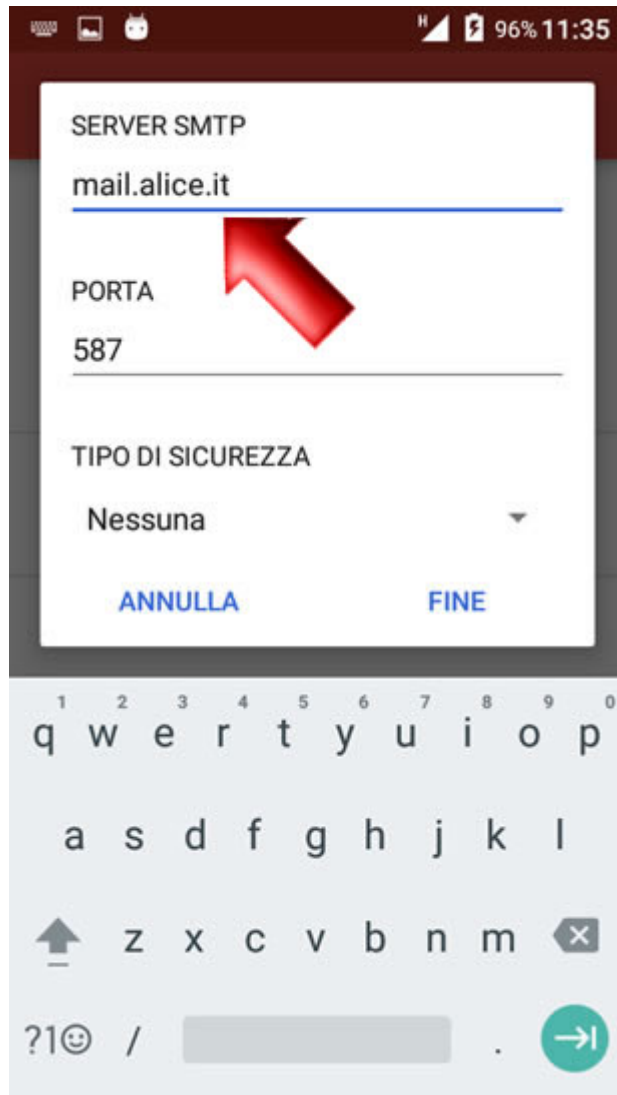 H 96% 11:35
SERVER SMTP
mail.alice.it
PORTA
587
TIPO DI SICUREZZA
Nessuna
ANNULLA FINE
1 2 3 4 5 6 7 8 9 0
q w e r t y u i o p
a s d f g h j k l
z x c v b n m
?1☺ / .